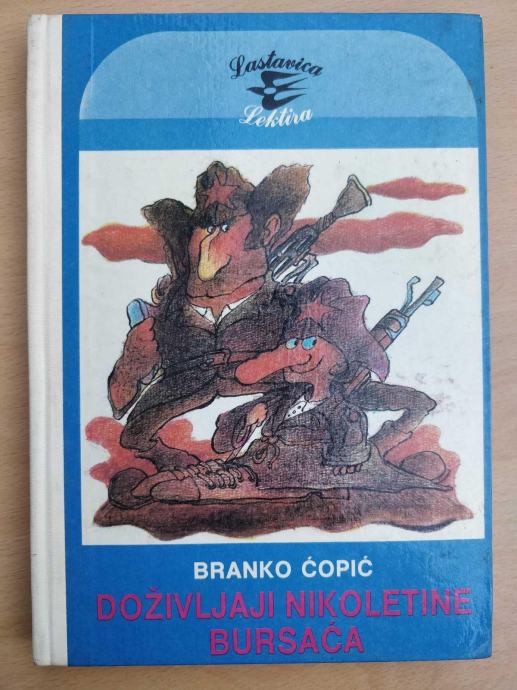 Lastavica
Lektira
BRANKO ĆOPIĆ
DOŽIVLJAJI NIKOLETINE
BURSAĆA